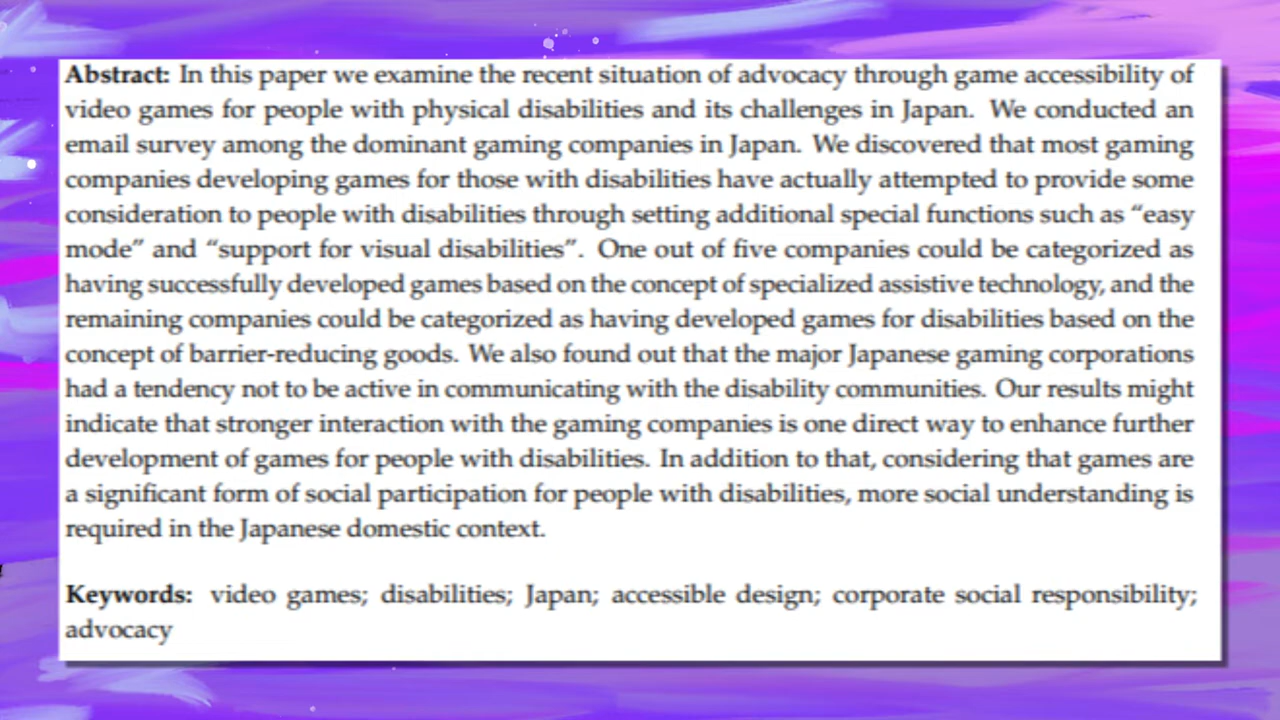 Abstract: In this paper we examine the recent situation of advocacy through game accessibility of
video games for people with physical disabilities and its challenges in Japan. We conducted an
email survey among the dominant gaming companies in Japan. We discovered that most gaming
companies developing games for those with disabilities have actually attempted to provide some
consideration to people with disabilities through setting additional special functions such as “easy
mode” and “support for visual disabilities”. One out of five companies could be categorized as
having successfully developed games based on the concept of specialized assistive technology, and the
remaining companies could be categorized as having developed games for disabilities based on the
concept of barrier-reducing goods. We also found out that the major Japanese gaming corporations
had a tendency not to be active in communicating with the disability communities. Our results might
indicate that stronger interaction with the gaming companies is one direct way to enhance further
development of games for people with disabilities. In addition to that, considering that games are
a significant form of social participation for people with disabilities, more social understanding is
required in the Japanese domestic context.
Keywords: video games; disabilities; Japan; accessible design; corporate social responsibility;
advocacy